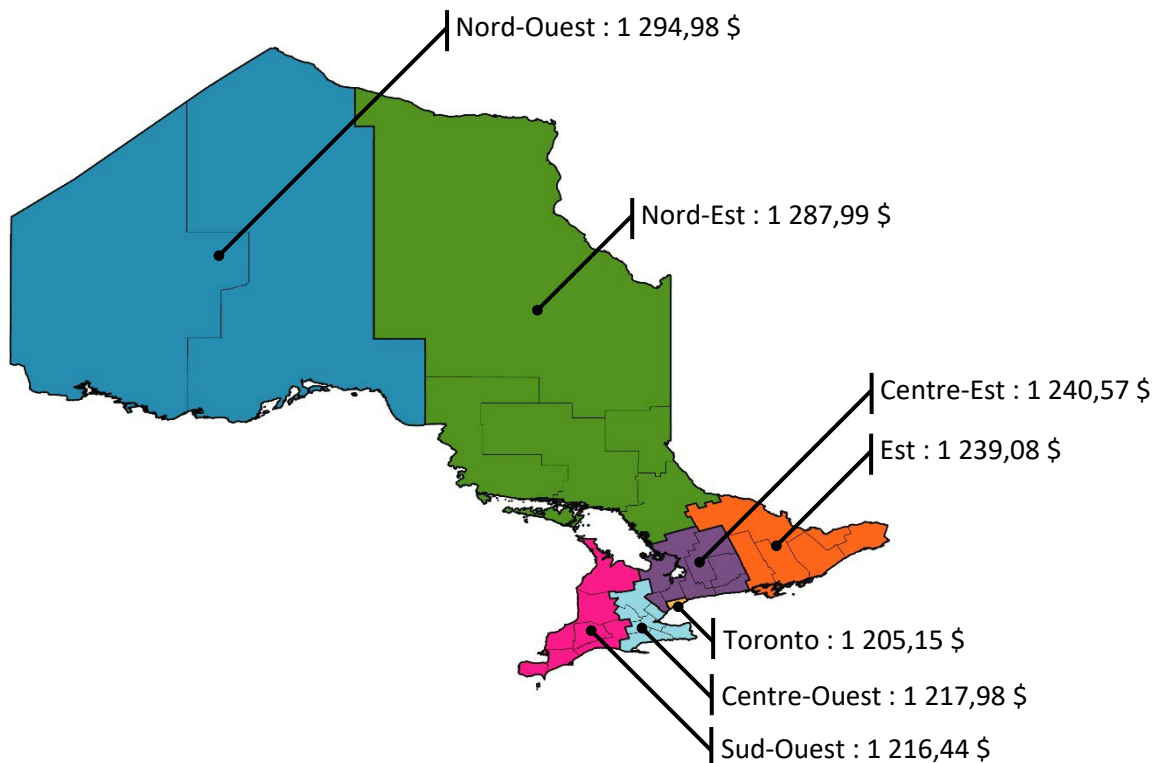 Nord-Ouest : 1 294,98 $
Nord-Est : 1 287,99 $
Centre-Est : 1 240,57 $
Est : 1 239,08 $
Toronto : 1 205,15 $
Centre-Ouest : 1 217,98 $
Sud-Ouest : 1 216,44 $